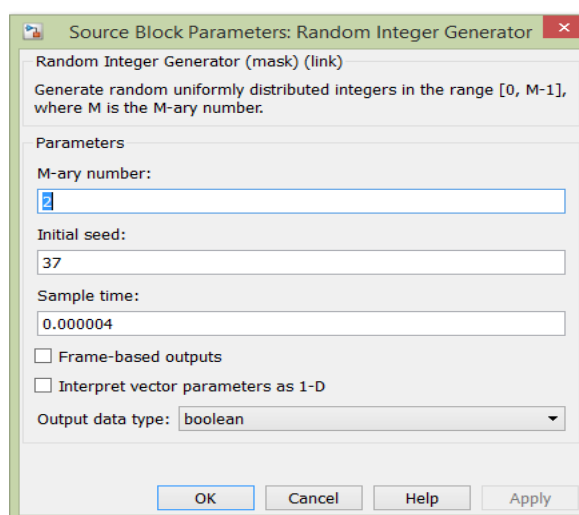 Source Block Parameters: Random Integer Generator
Random Integer Generator (mask) (link)
Generate random uniformly distributed integers in the range [0, M-1],
where M is the M-ary number.
Parameters
M-ary number:
2
Initial seed:
37
Sample time:
0.000004
Frame-based outputs
Interpret vector parameters as 1-D
Output data type: boolean
OK Cancel Help Apply